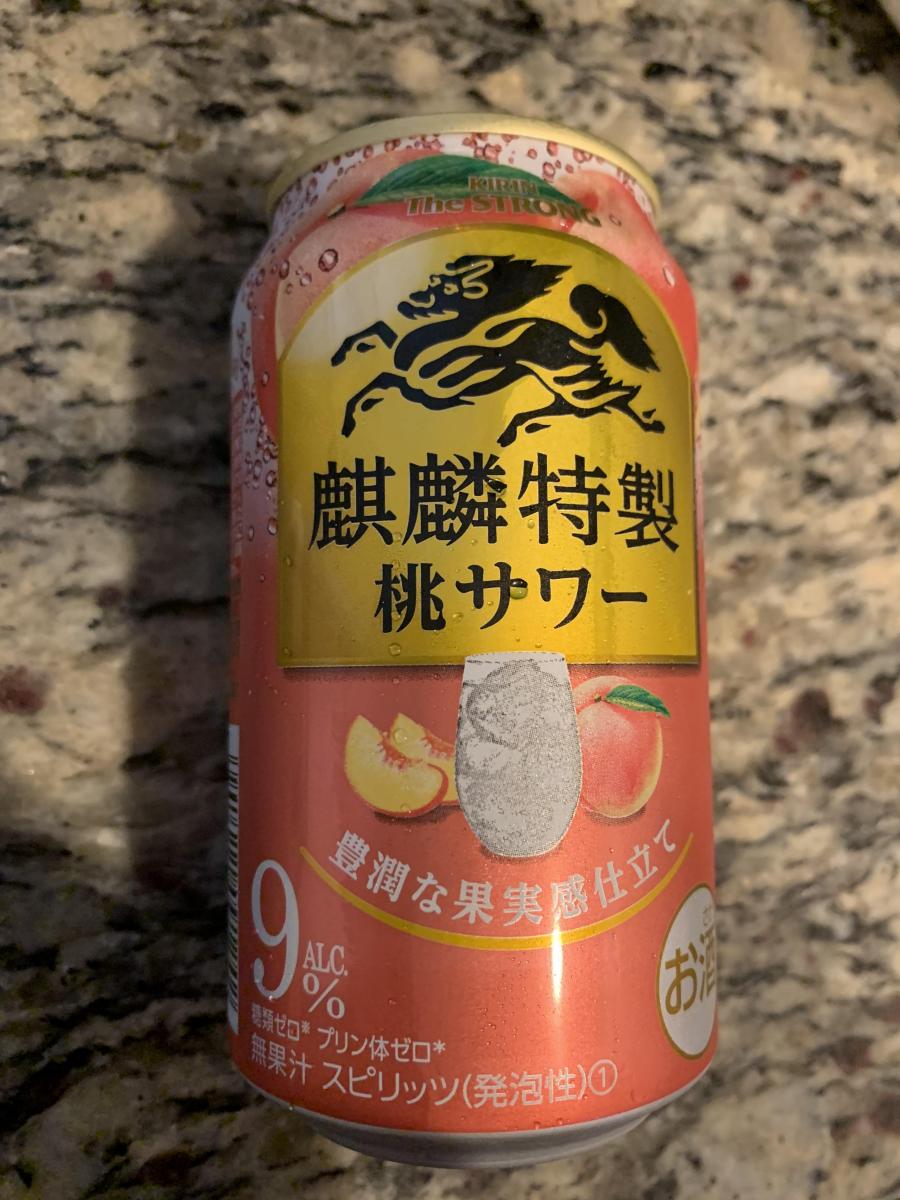 KIRIN
The STRONG
麒麟特製
桃サワー
豊潤な果実感仕立て
9
ALC.
%
お酒
糖類ゼロ* プリン体ゼロ*
無果汁 スピリッツ(発泡性)①